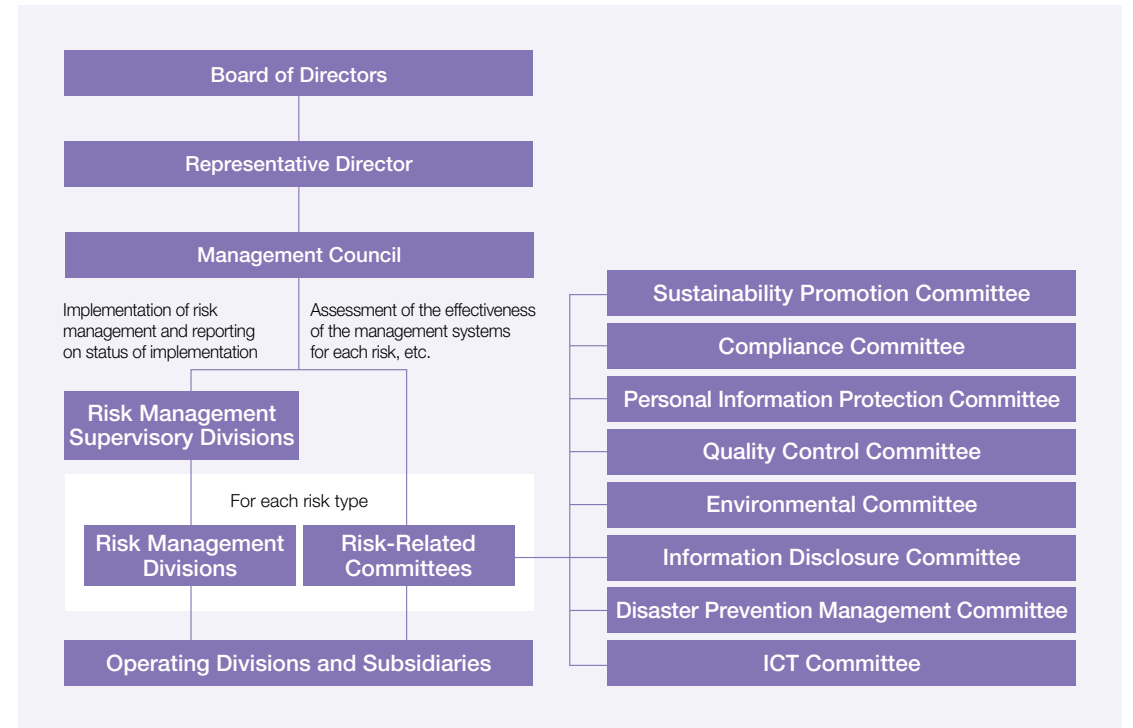 Board of Directors
Representative Director
Management Council
Implementation of risk
management and reporting
on status of implementation
Assessment of the effectiveness
of the management systems
for each risk, etc.
Risk Management
Supervisory Divisions
For each risk type
Risk Management
Divisions
Risk-Related
Committees
Operating Divisions and Subsidiaries
Sustainability Promotion Committee
Compliance Committee
Personal Information Protection Committee
Quality Control Committee
Environmental Committee
Information Disclosure Committee
Disaster Prevention Management Committee
ICT Committee